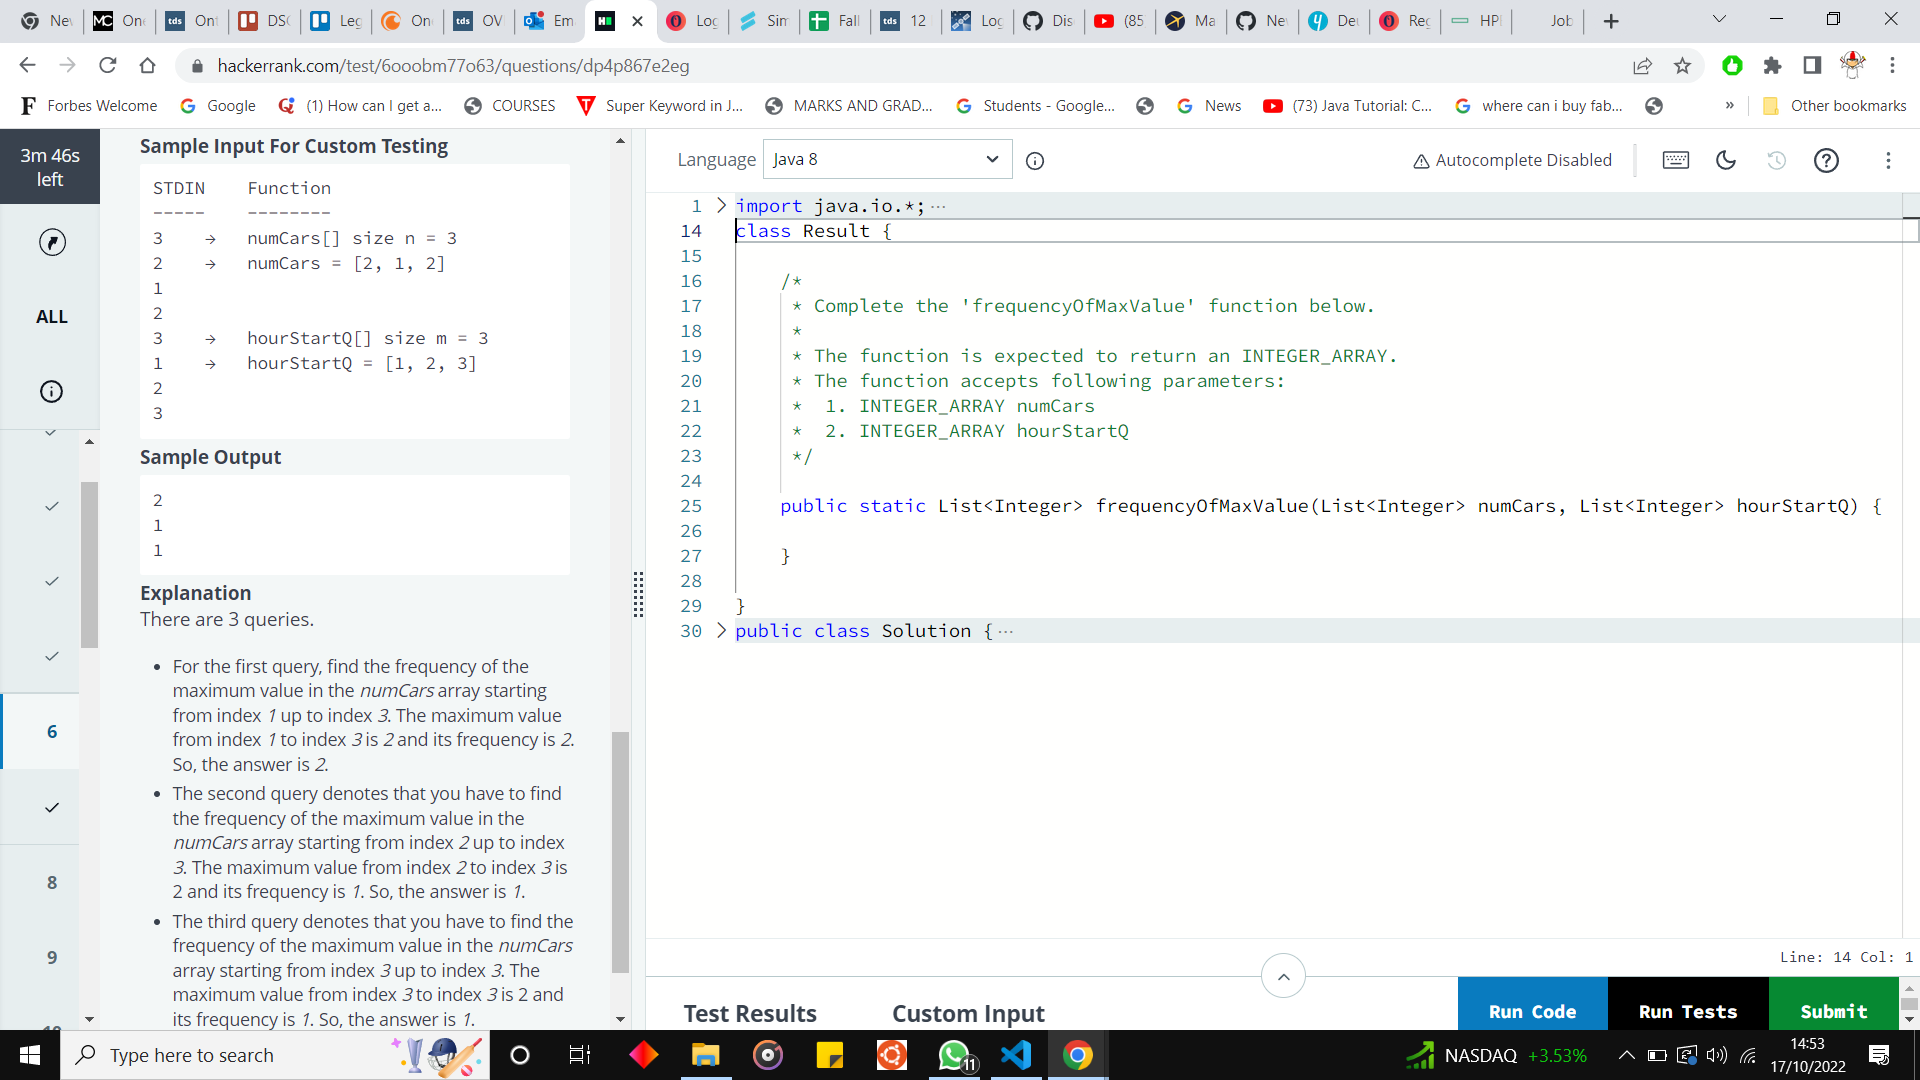 Nev
One
Ont
DSC
Leg
One
OVI
Em
Log
Sim
Fall
12
Log
Dis
(85
Ma
Nev
Deu
Reg
HPI
Job
hackerrank.com/test/6ooobm77o63/questions/dp4p867e2eg
Forbes Welcome
Google
(1) How can I get a...
COURSES
Super Keyword in J...
MARKS AND GRAD...
Students - Google...
News
(73) Java Tutorial: C...
where can i buy fab...
»
Other bookmarks
3m 46s
left
ALL
6
8
9
10
Sample Input For Custom Testing
STDIN Function
----- --------
3 → numCars[] size n = 3
2 → numCars = [2, 1, 2]
1
2
3 → hourStartQ[] size m = 3
1 → hourStartQ = [1, 2, 3]
2
3
Sample Output
2
1
1
Explanation
There are 3 queries.
• For the first query, find the frequency of the
maximum value in the numCars array starting
from index 1 up to index 3. The maximum value
from index 1 to index 3 is 2 and its frequency is 2.
So, the answer is 2.
• The second query denotes that you have to find
the frequency of the maximum value in the
numCars array starting from index 2 up to index
3. The maximum value from index 2 to index 3 is
2 and its frequency is 1. So, the answer is 1.
• The third query denotes that you have to find the
frequency of the maximum value in the numCars
array starting from index 3 up to index 3. The
maximum value from index 3 to index 3 is 2 and
its frequency is 1. So, the answer is 1.
Language Java 8
Autocomplete Disabled
1 import java.io.*; ...
14 class Result {
15
16 /*
17 * Complete the 'frequencyOfMaxValue' function below.
18 *
19 * The function is expected to return an INTEGER_ARRAY.
20 * The function accepts following parameters:
21 * 1. INTEGER_ARRAY numCars
22 * 2. INTEGER_ARRAY hourStartQ
23 */
24
25 public static List<Integer> frequencyOfMaxValue(List<Integer> numCars, List<Integer> hourStartQ) {
26
27 }
28
29 }
30 public class Solution { ...
Line: 14 Col: 1
Test Results
Custom Input
Run Code
Run Tests
Submit
Type here to search
11
NASDAQ +3.53%
14:53
17/10/2022